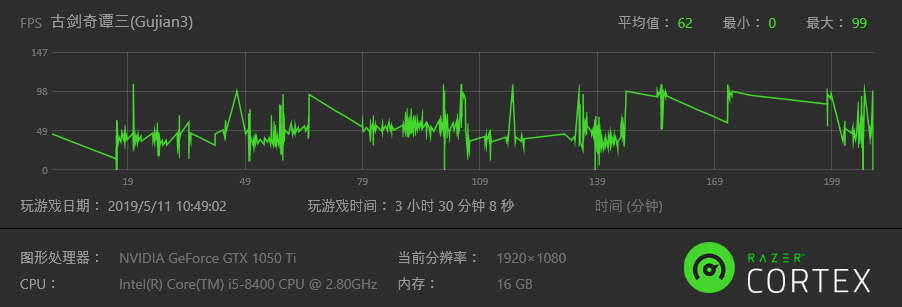 FPS 古剑奇谭三(Gujian3) 平均值： 62 最小： 0 最大： 99
147
98
49
0
19 49 79 109 139 169 199
玩游戏日期： 2019/5/11 10:49:02 玩游戏时间： 3 小时 30 分钟 8 秒 时间 (分钟)
图形处理器： NVIDIA GeForce GTX 1050 Ti 当前分辨率： 1920×1080
CPU： Intel(R) Core(TM) i5-8400 CPU @ 2.80GHz 内存： 16 GB
RAZER™
CORTEX